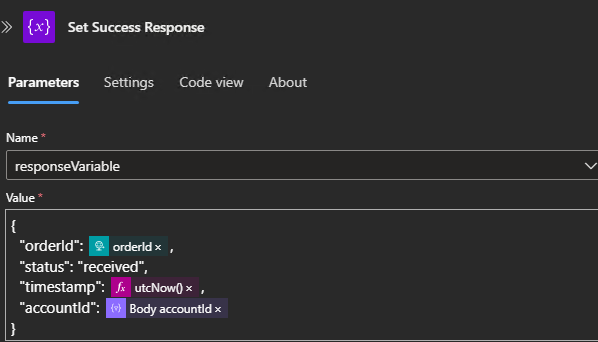 {x} Set Success Response
Parameters Settings Code view About
Name *
responseVariable
Value *
{
"orderId": orderId × ,
"status": "received",
"timestamp": fx utcNow() × ,
"accountId": {v} Body accountId ×
}